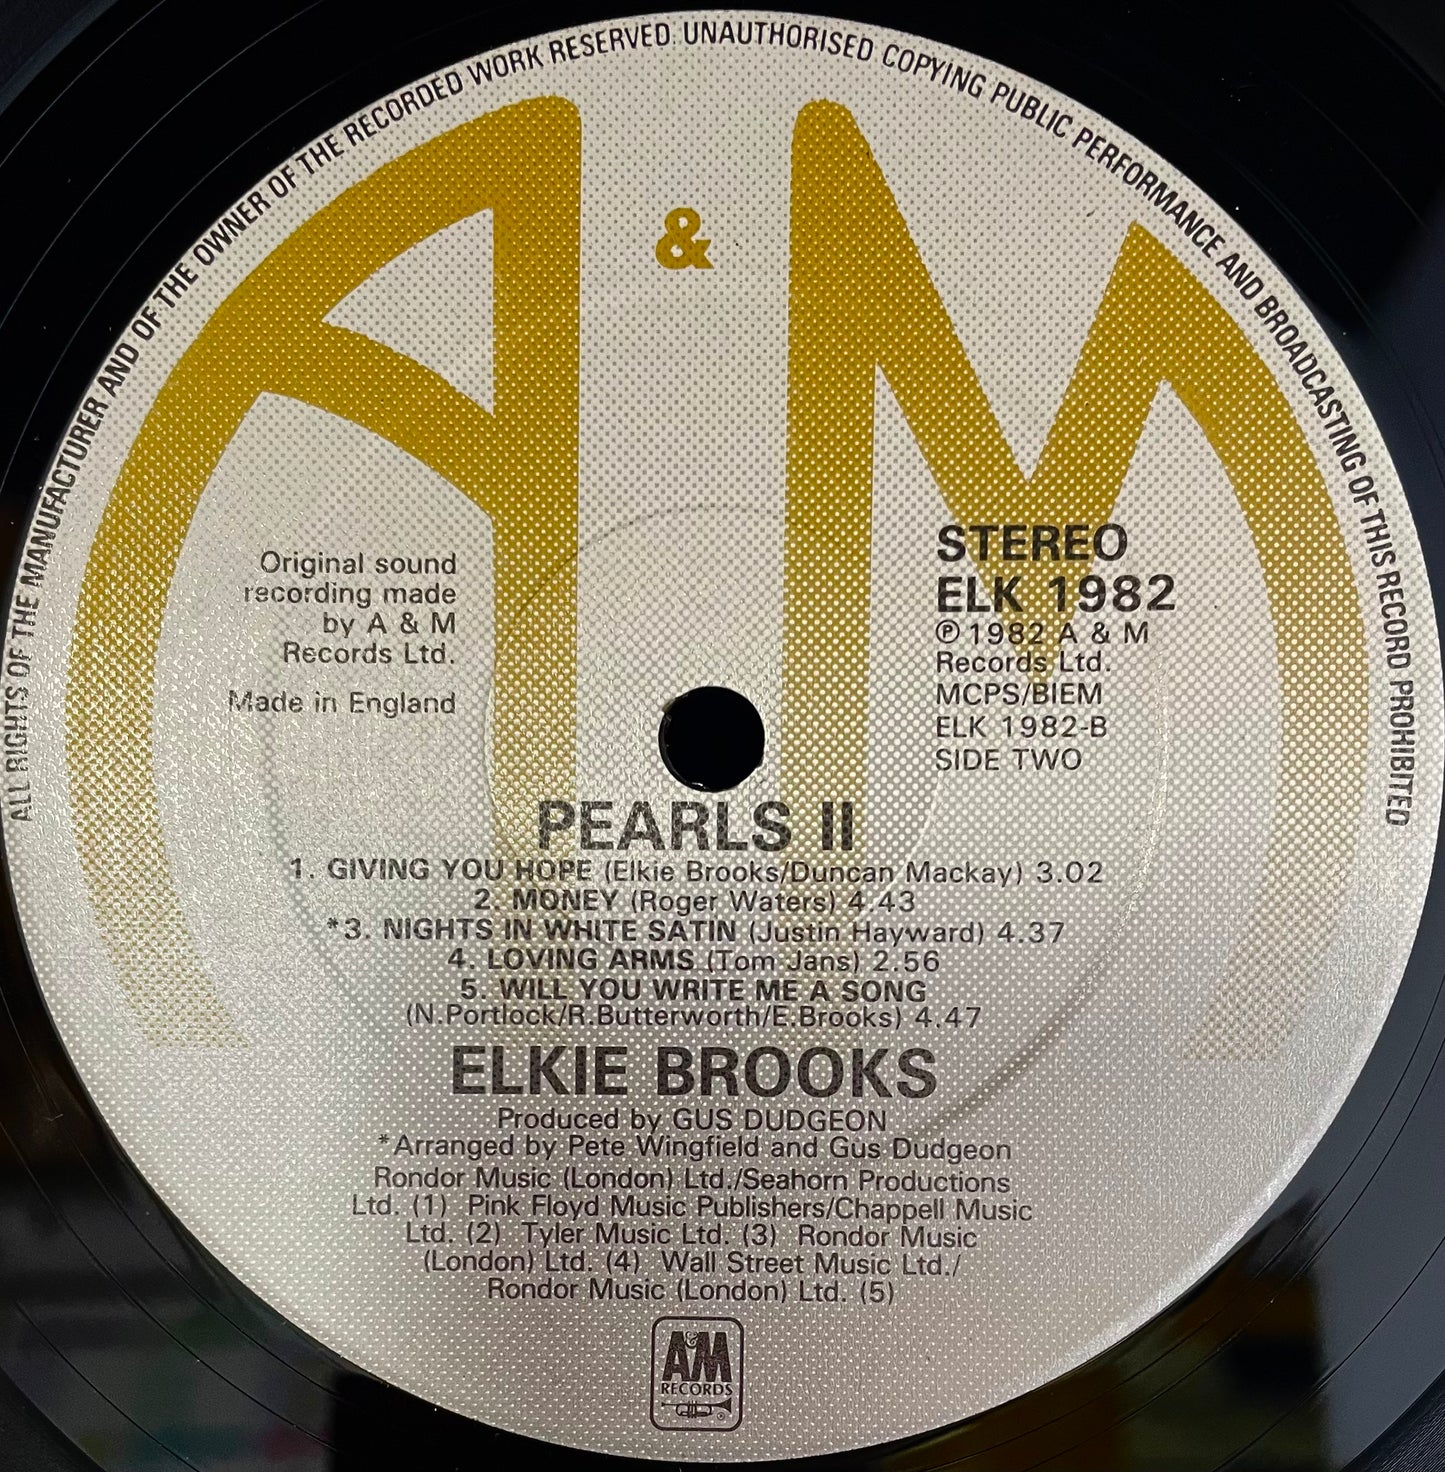 ALL RIGHTS OF THE MANUFACTURER AND OF THE OWNER OF THE RECORDED WORK RESERVED. UNAUTHORISED COPYING PUBLIC PERFORMANCE AND BROADCASTING OF THIS RECORD PROHIBITED
A & M
Original sound
recording made
by A & M
Records Ltd.
Made in England
STEREO
ELK 1982
℗ 1982 A & M
Records Ltd.
MCPS/BIEM
ELK 1982-B
SIDE TWO
PEARLS II
1. GIVING YOU HOPE (Elkie Brooks/Duncan Mackay) 3.02
2. MONEY (Roger Waters) 4.43
*3. NIGHTS IN WHITE SATIN (Justin Hayward) 4.37
4. LOVING ARMS (Tom Jans) 2.56
5. WILL YOU WRITE ME A SONG
(N.Portlock/R.Butterworth/E.Brooks) 4.47
ELKIE BROOKS
Produced by GUS DUDGEON
*Arranged by Pete Wingfield and Gus Dudgeon
Rondor Music (London) Ltd./Seahorn Productions
Ltd. (1) Pink Floyd Music Publishers/Chappell Music
Ltd. (2) Tyler Music Ltd. (3) Rondor Music
(London) Ltd. (4) Wall Street Music Ltd./
Rondor Music (London) Ltd. (5)
A&M
RECORDS
®